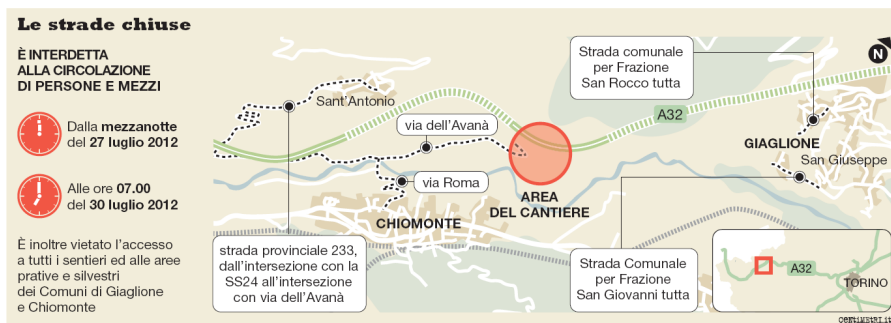 Le strade chiuse
È INTERDETTA
ALLA CIRCOLAZIONE
DI PERSONE E MEZZI
Dalla mezzanotte
del 27 luglio 2012
Alle ore 07.00
del 30 luglio 2012
È inoltre vietato l'accesso
a tutti i sentieri ed alle aree
prative e silvestri
dei Comuni di Giaglione
e Chiomonte
Sant'Antonio
via dell'Avanà
via Roma
CHIOMONTE
strada provinciale 233,
dall'intersezione con la
SS24 all'intersezione
con via dell'Avanà
AREA
DEL CANTIERE
Strada comunale
per Frazione
San Rocco tutta
A32
N
GIAGLIONE
San Giuseppe
Strada Comunale
per Frazione
San Giovanni tutta
A32
TORINO
CENTIMETRI.it